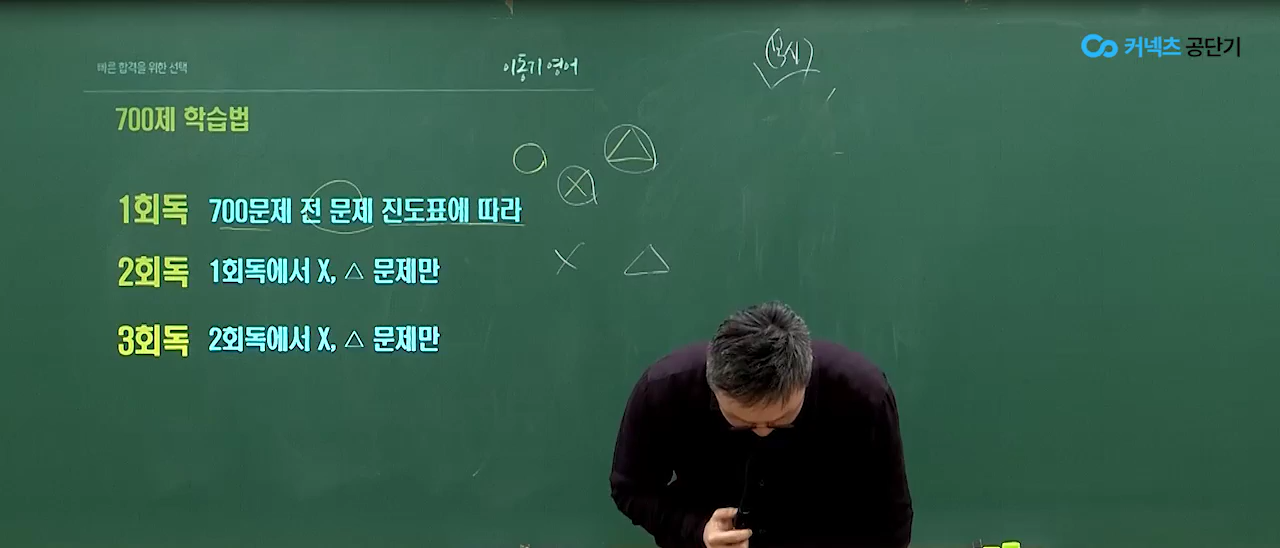 빠른 합격을 위한 선택
이동기 영어
(복시)
커넥츠 공단기
700제 학습법
○ X △
1회독 700문제 전 문제 진도표에 따라
X △
2회독 1회독에서 X, △ 문제만
3회독 2회독에서 X, △ 문제만